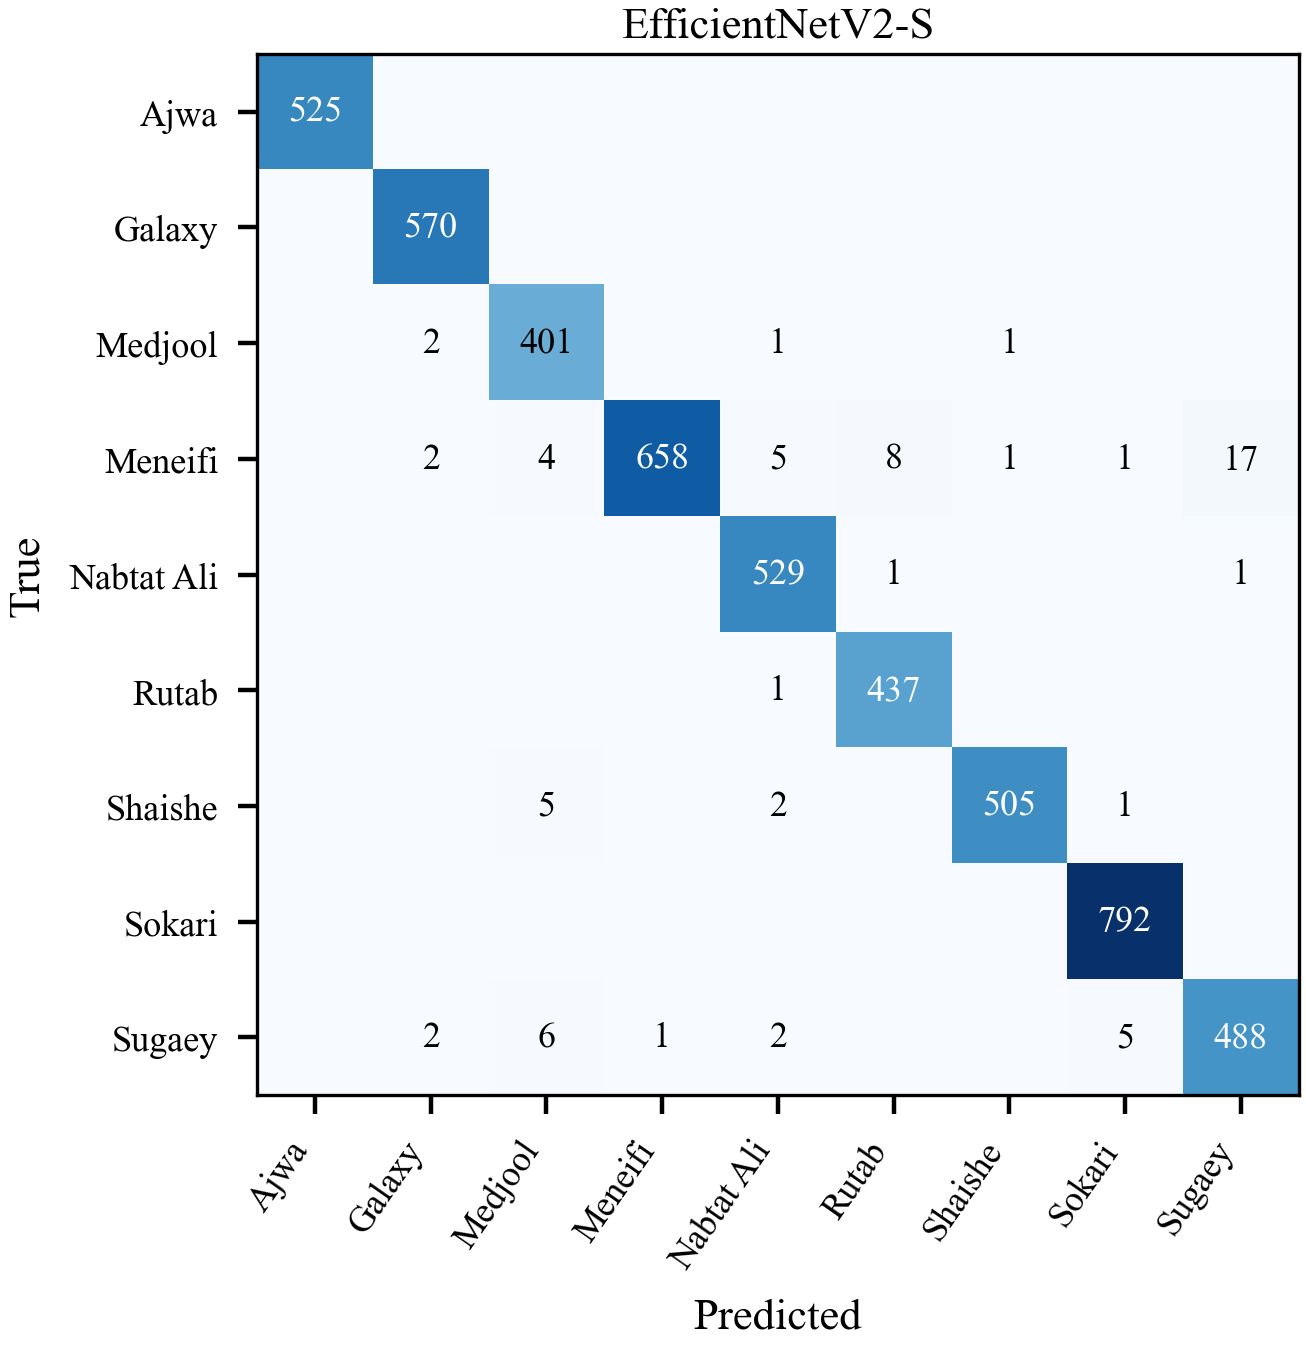 EfficientNetV2-S
Ajwa 525
Galaxy 570
Medjool 2 401 1 1
Meneifi 2 4 658 5 8 1 1 17
Nabtat Ali 529 1 1
Rutab 1 437
Shaishe 5 2 505 1
Sokari 792
Sugaey 2 6 1 2 5 488
True
Ajwa Galaxy Medjool Meneifi Nabtat Ali Rutab Shaishe Sokari Sugaey
Predicted